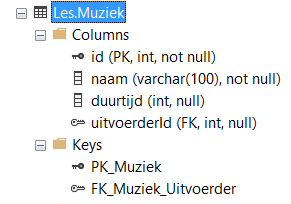 Les.Muziek
Columns
id (PK, int, not null)
naam (varchar(100), not null)
duurtijd (int, null)
uitvoerderId (FK, int, null)
Keys
PK_Muziek
FK_Muziek_Uitvoerder